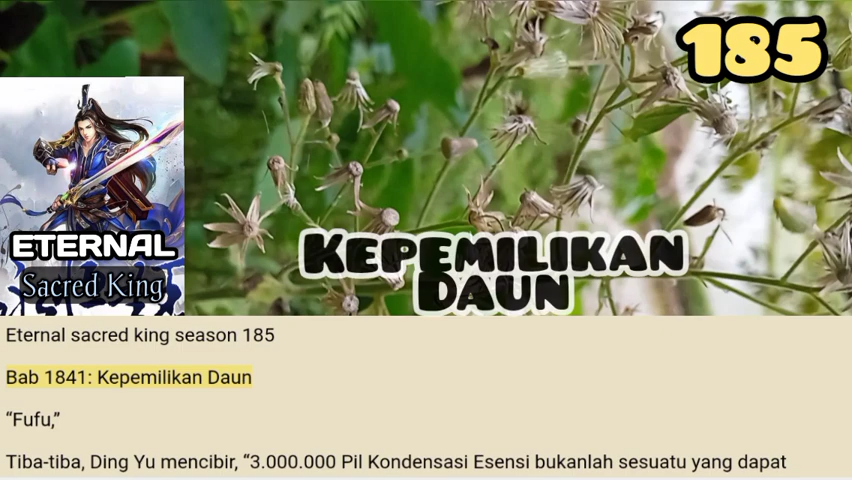 185
ETERNAL
Sacred King
KEPEMILIKAN
DAUN
Eternal sacred king season 185
Bab 1841: Kepemilikan Daun
“Fufu,”
Tiba-tiba, Ding Yu mencibir, “3.000.000 Pil Kondensasi Esensi bukanlah sesuatu yang dapat